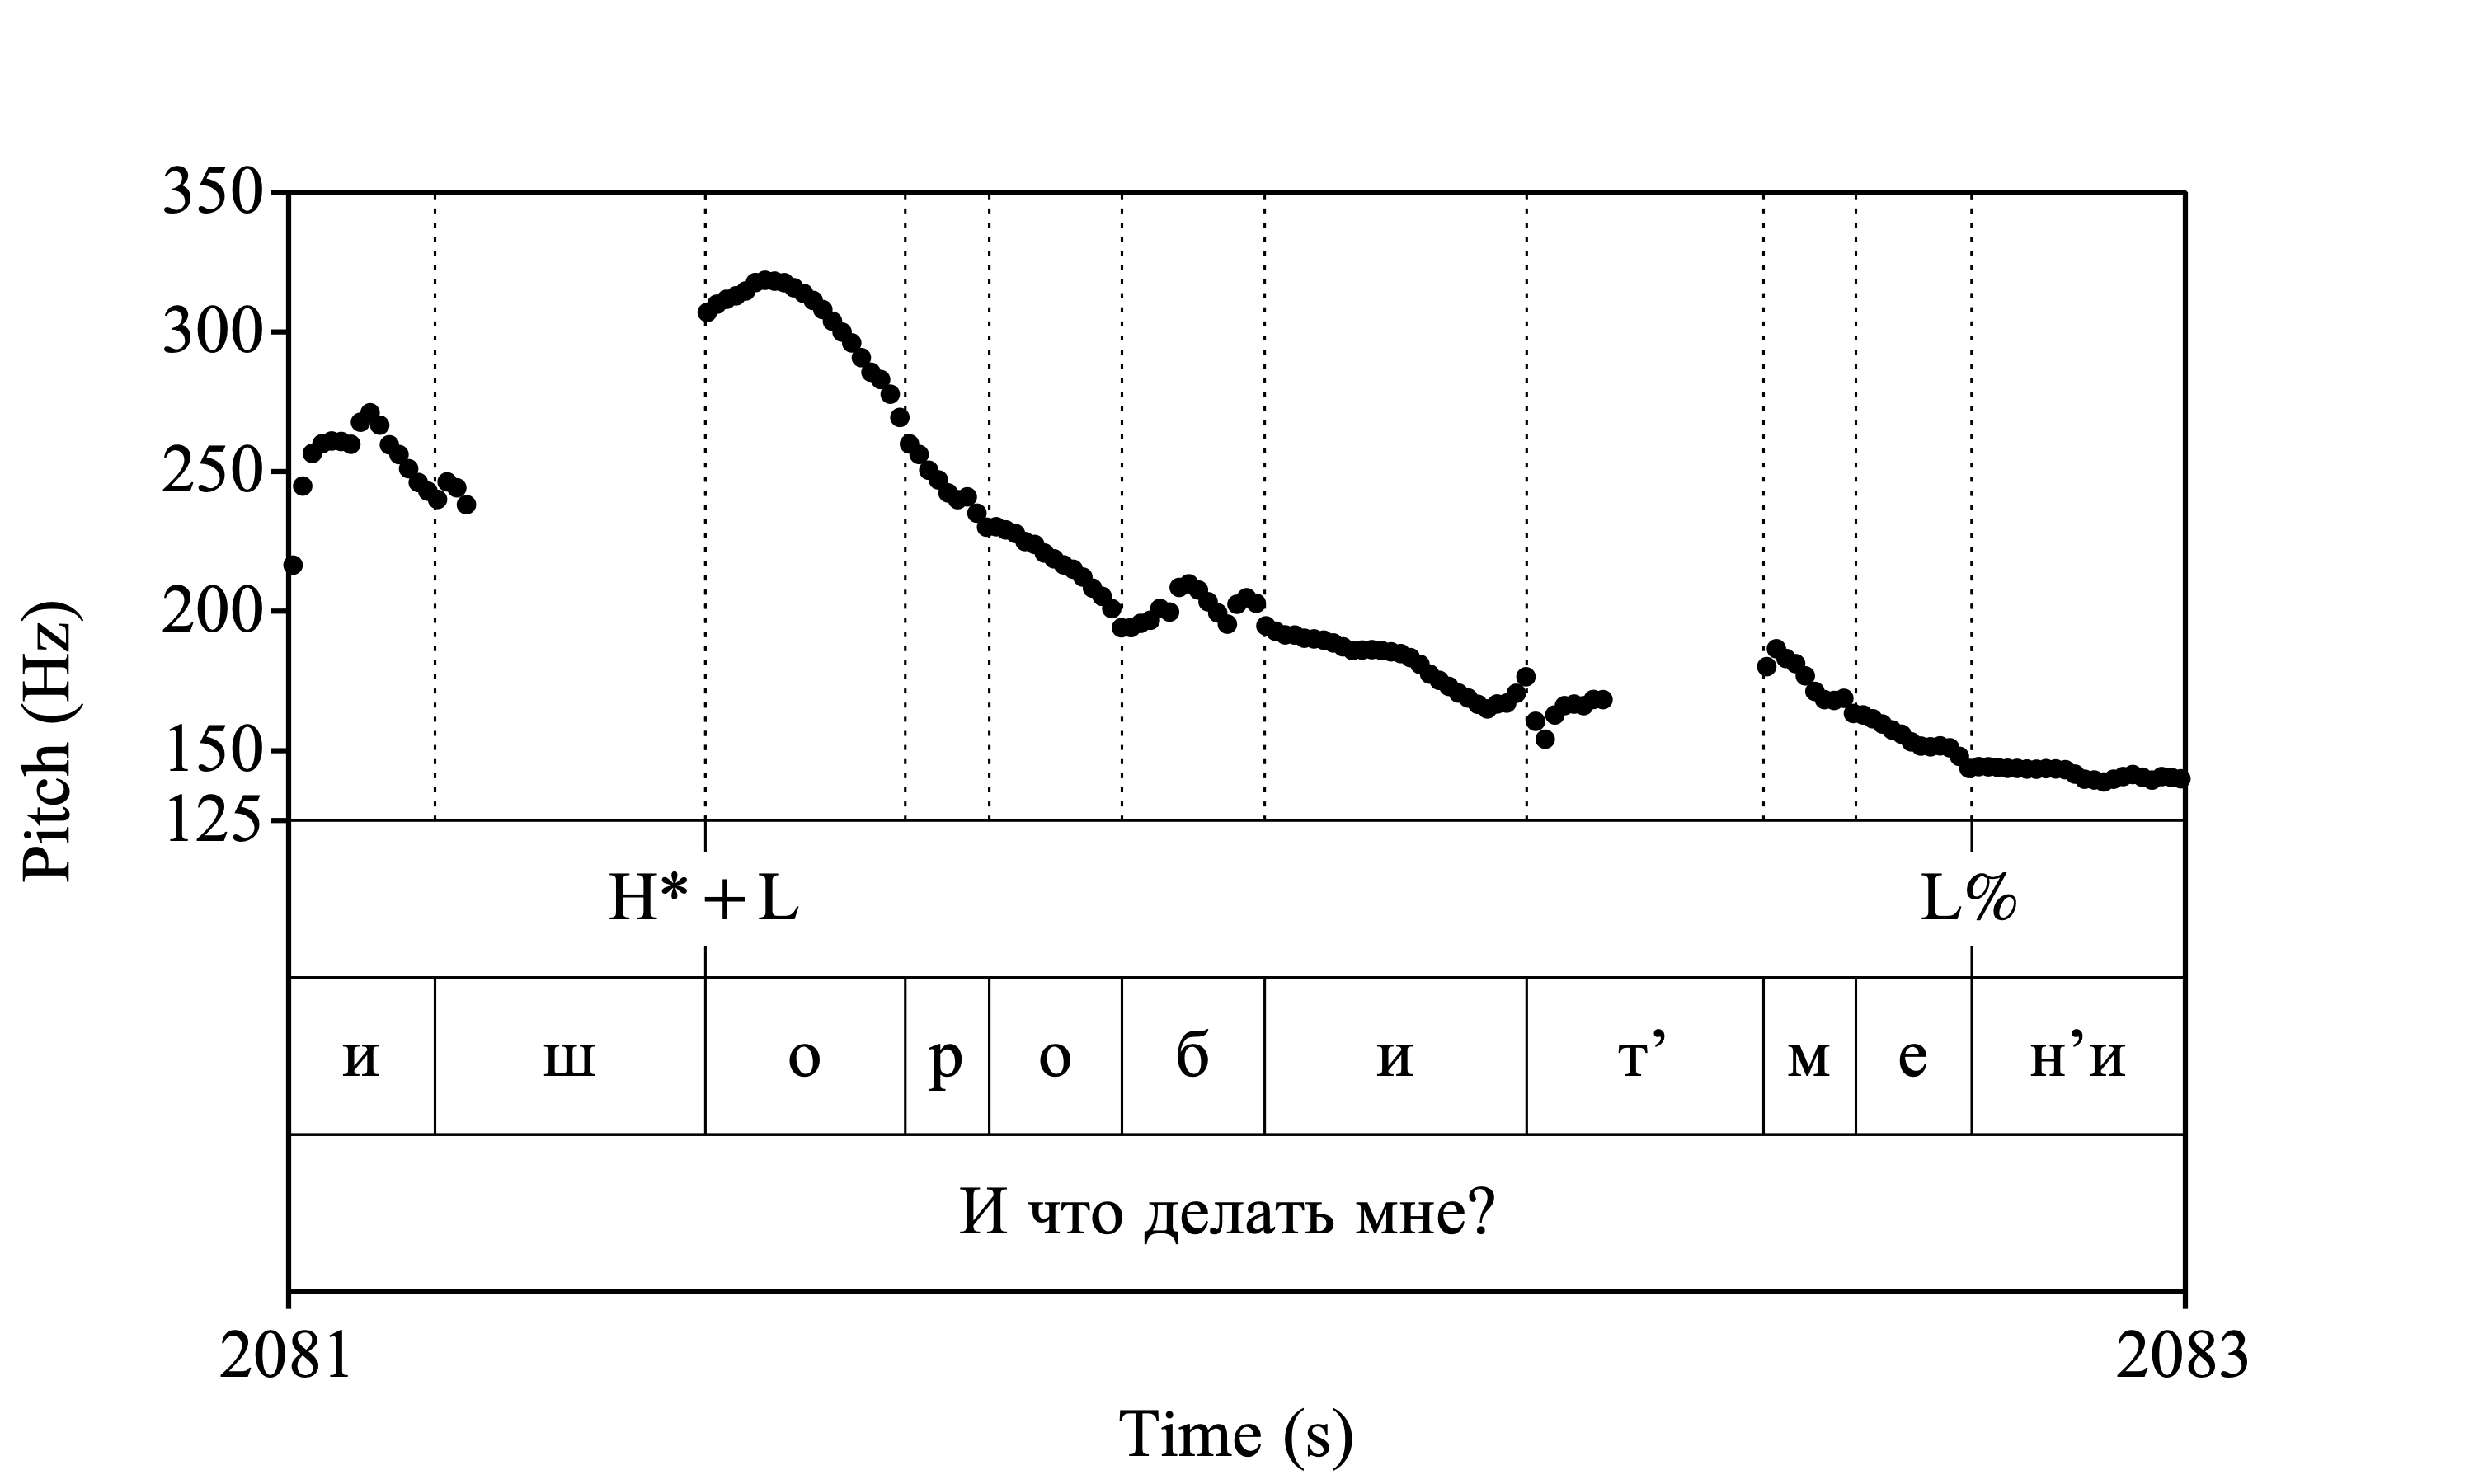 350
300
250
200
150
125
Pitch (Hz)
H* + L L%
и ш о р о б и т’ м е н’и
И что делать мне?
2081 2083
Time (s)